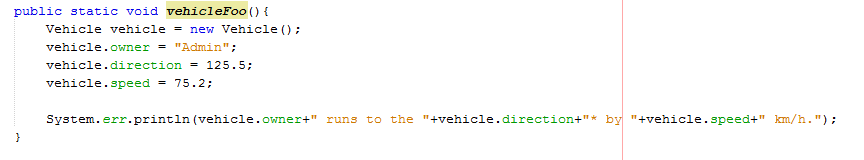 public static void vehicleFoo(){
Vehicle vehicle = new Vehicle();
vehicle.owner = "Admin";
vehicle.direction = 125.5;
vehicle.speed = 75.2;
System.err.println(vehicle.owner+" runs to the "+vehicle.direction+"* by "+vehicle.speed+" km/h.");
}